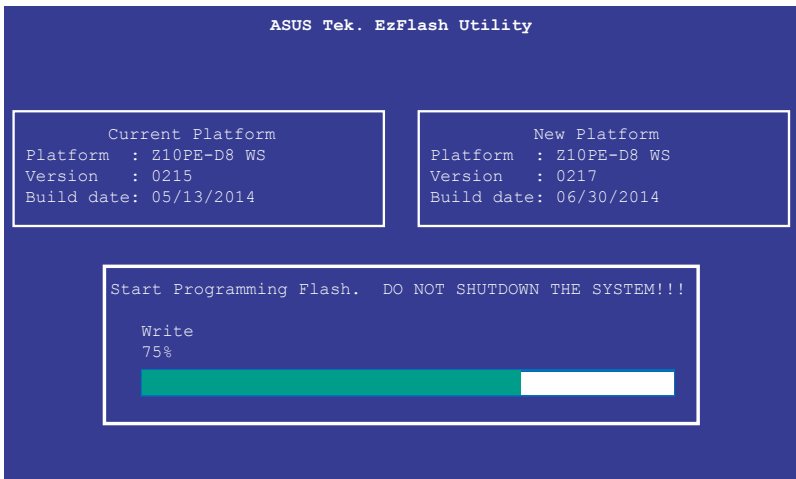 ASUS Tek. EzFlash Utility
Current Platform
Platform : Z10PE-D8 WS
Version : 0215
Build date: 05/13/2014
New Platform
Platform : Z10PE-D8 WS
Version : 0217
Build date: 06/30/2014
Start Programming Flash. DO NOT SHUTDOWN THE SYSTEM!!!
Write
75%